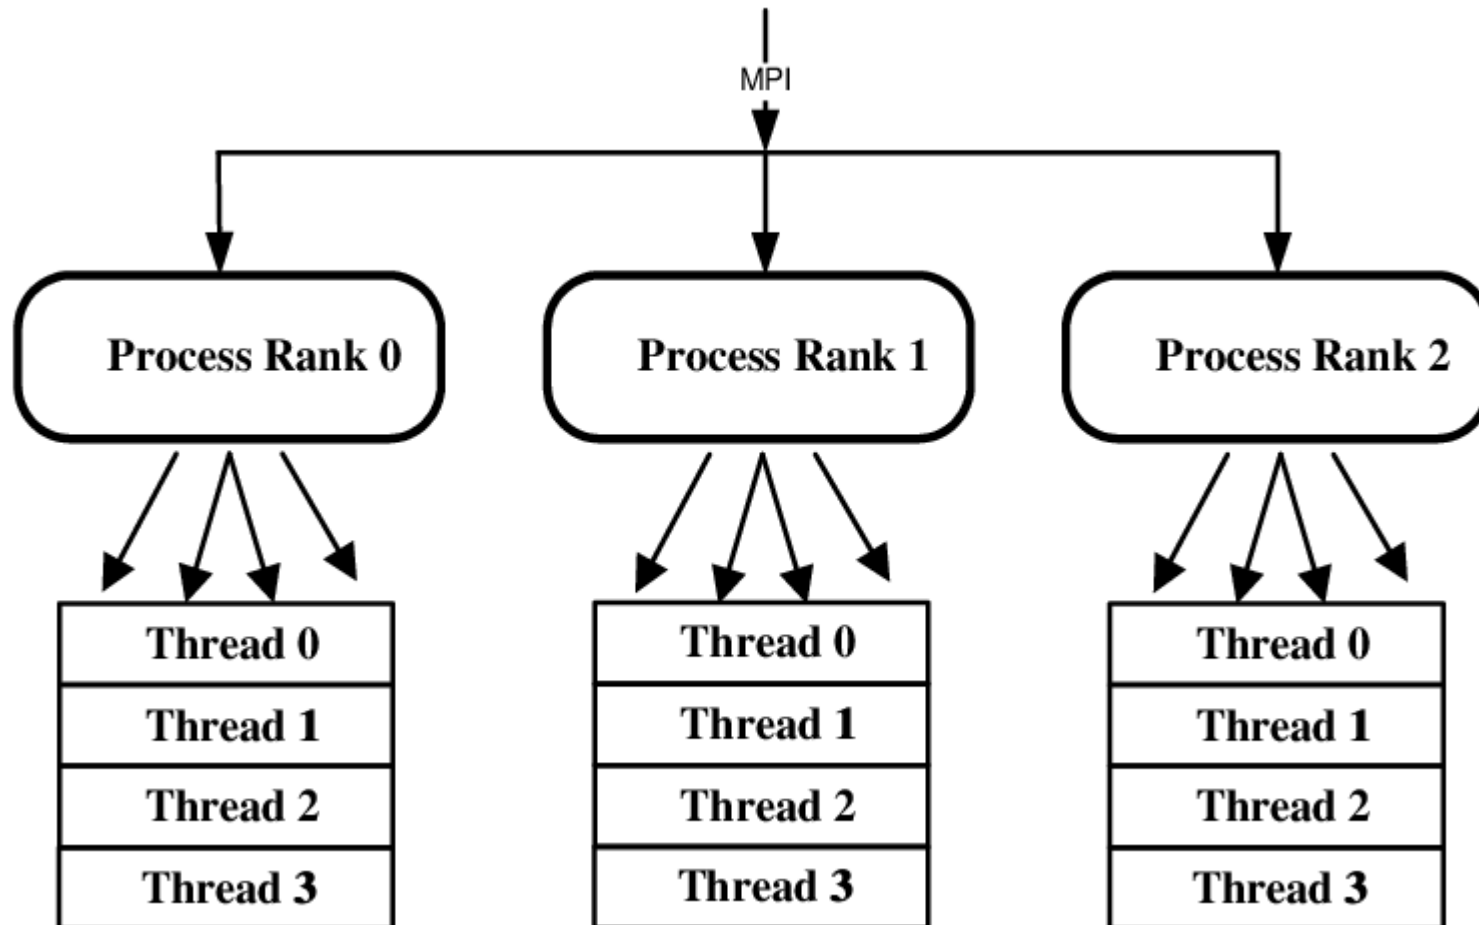 MPI
Process Rank 0
Process Rank 1
Process Rank 2
Thread 0
Thread 1
Thread 2
Thread 3
Thread 0
Thread 1
Thread 2
Thread 3
Thread 0
Thread 1
Thread 2
Thread 3